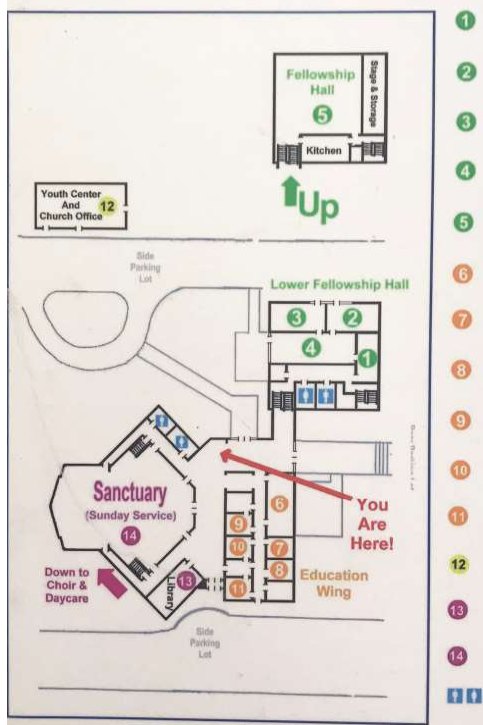 Fellowship
Hall
5
Stage & Storage
Kitchen
Up
Youth Center
And
Church Office
12
Side
Parking
Lot
Lower Fellowship Hall
3
2
4
1
Sanctuary
(Sunday Service)
14
You
Are
Here!
6
9
10
7
8
11
Education
Wing
Down to
Choir &
Daycare
Library
13
Side
Parking
Lot
1
2
3
4
5
6
7
8
9
10
11
12
13
14